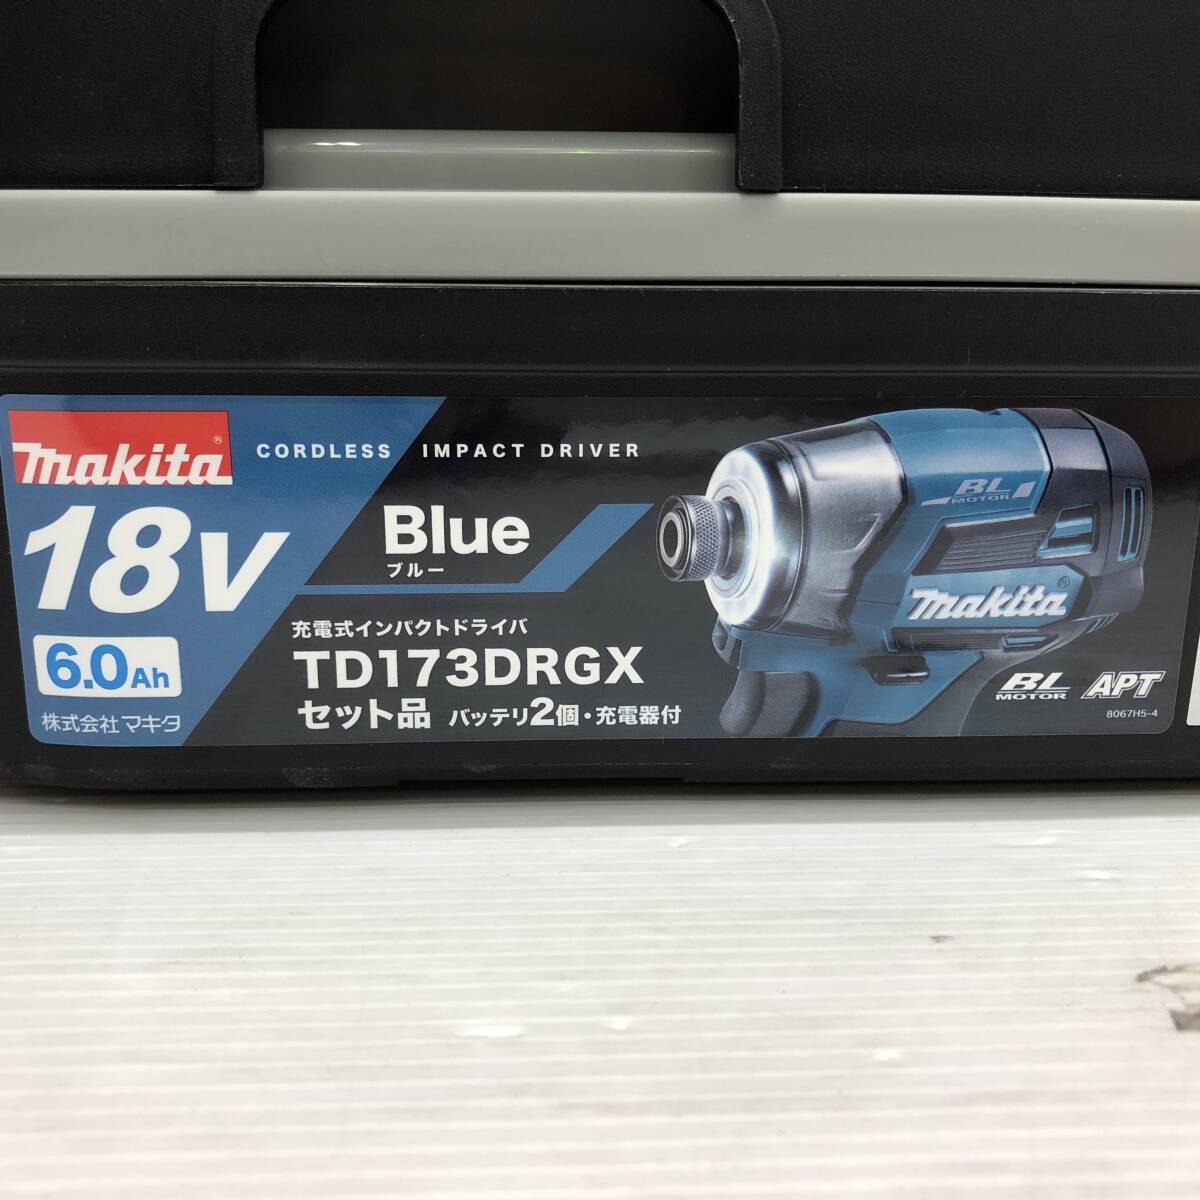 makita®
CORDLESS IMPACT DRIVER
18V
6.0Ah
株式会社マキタ
Blue
ブルー
充電式インパクトドライバ
TD173DRGX
セット品 バッテリ2個・充電器付
BL
MOTOR
makita®
BL
MOTOR
APT
8067H5-4